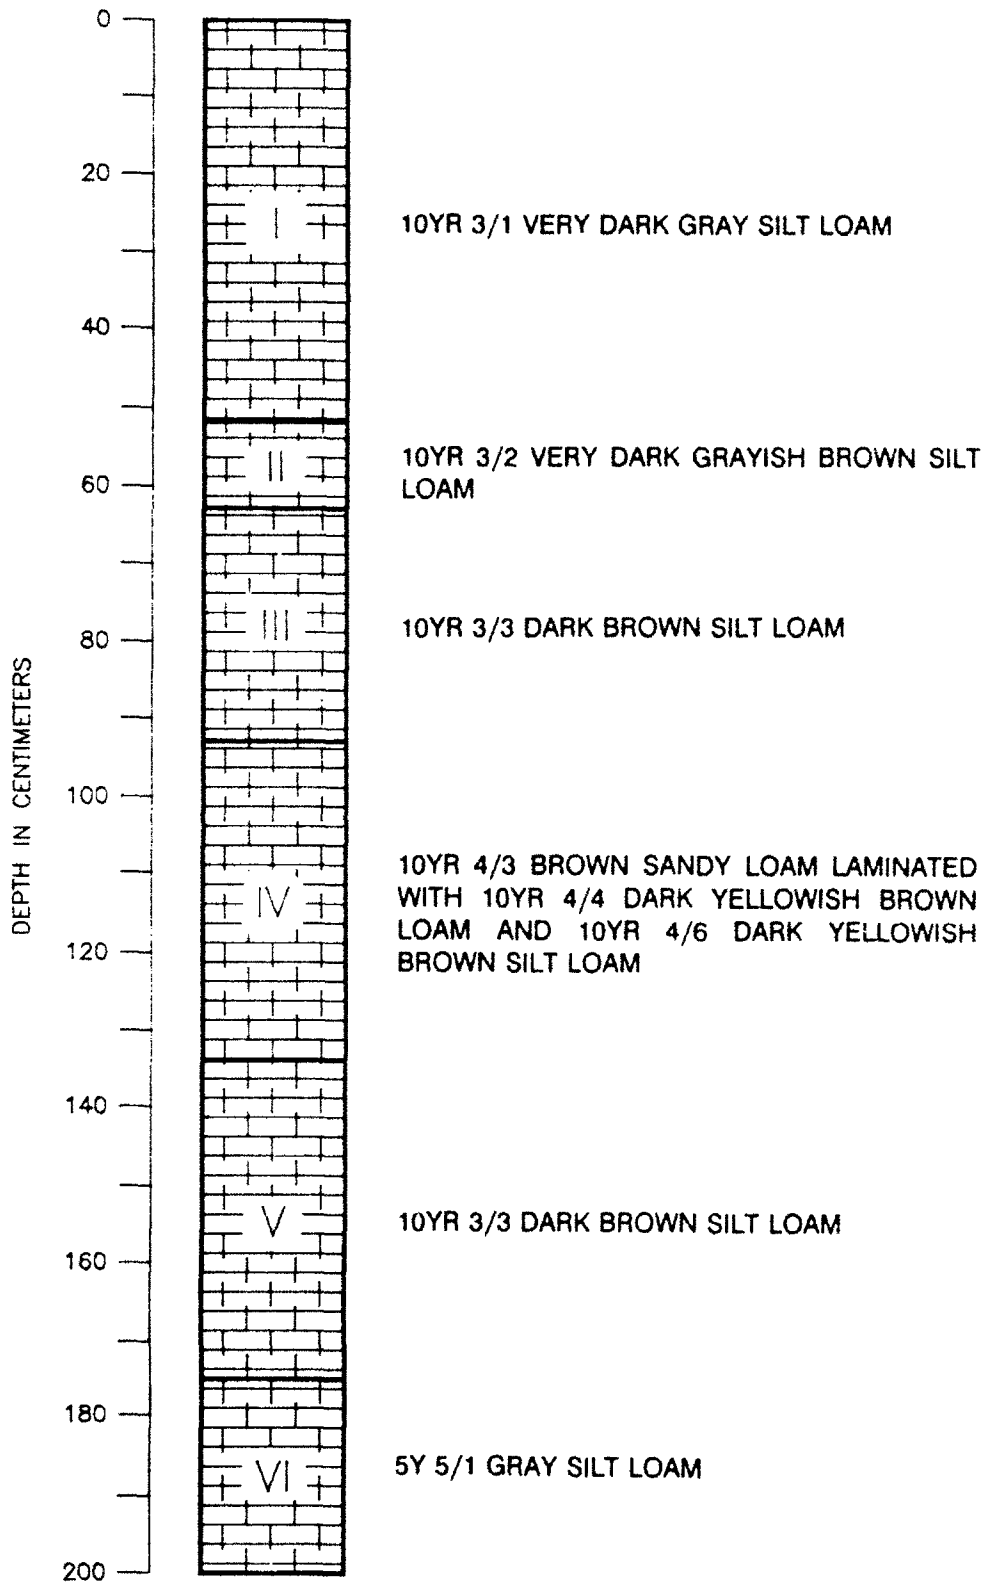 0
20
I
10YR 3/1 VERY DARK GRAY SILT LOAM
40
II
10YR 3/2 VERY DARK GRAYISH BROWN SILT
LOAM
60
III
10YR 3/3 DARK BROWN SILT LOAM
80
DEPTH IN CENTIMETERS
100
IV
10YR 4/3 BROWN SANDY LOAM LAMINATED
WITH 10YR 4/4 DARK YELLOWISH BROWN
LOAM AND 10YR 4/6 DARK YELLOWISH
BROWN SILT LOAM
120
140
V
10YR 3/3 DARK BROWN SILT LOAM
160
180
VI
5Y 5/1 GRAY SILT LOAM
200